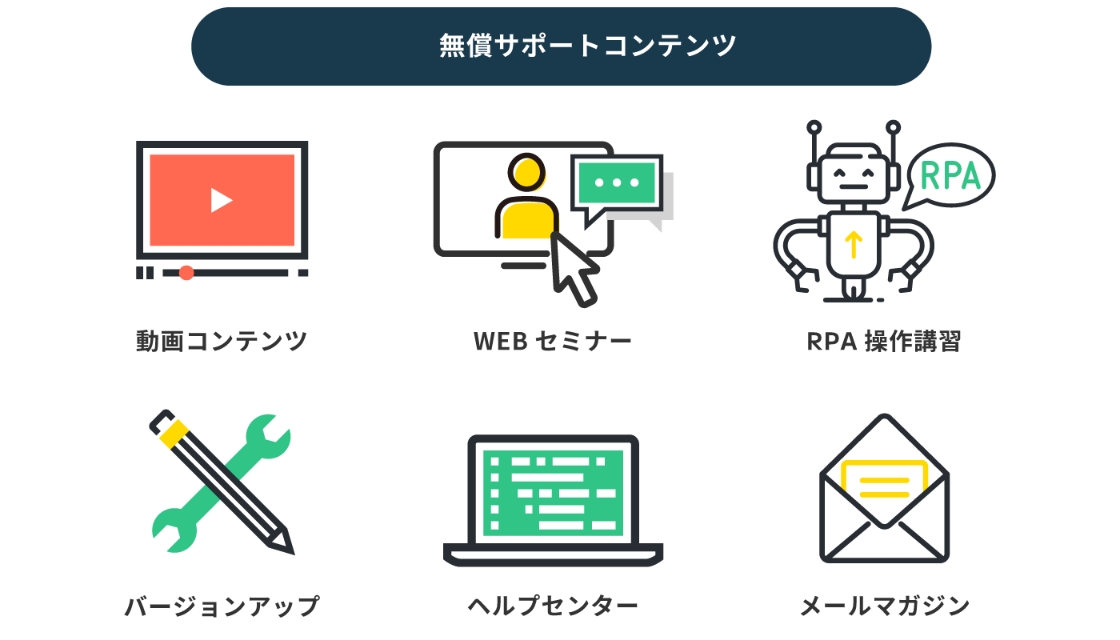 無償サポートコンテンツ
RPA
動画コンテンツ
WEB セミナー
RPA 操作講習
バージョンアップ
ヘルプセンター
メールマガジン